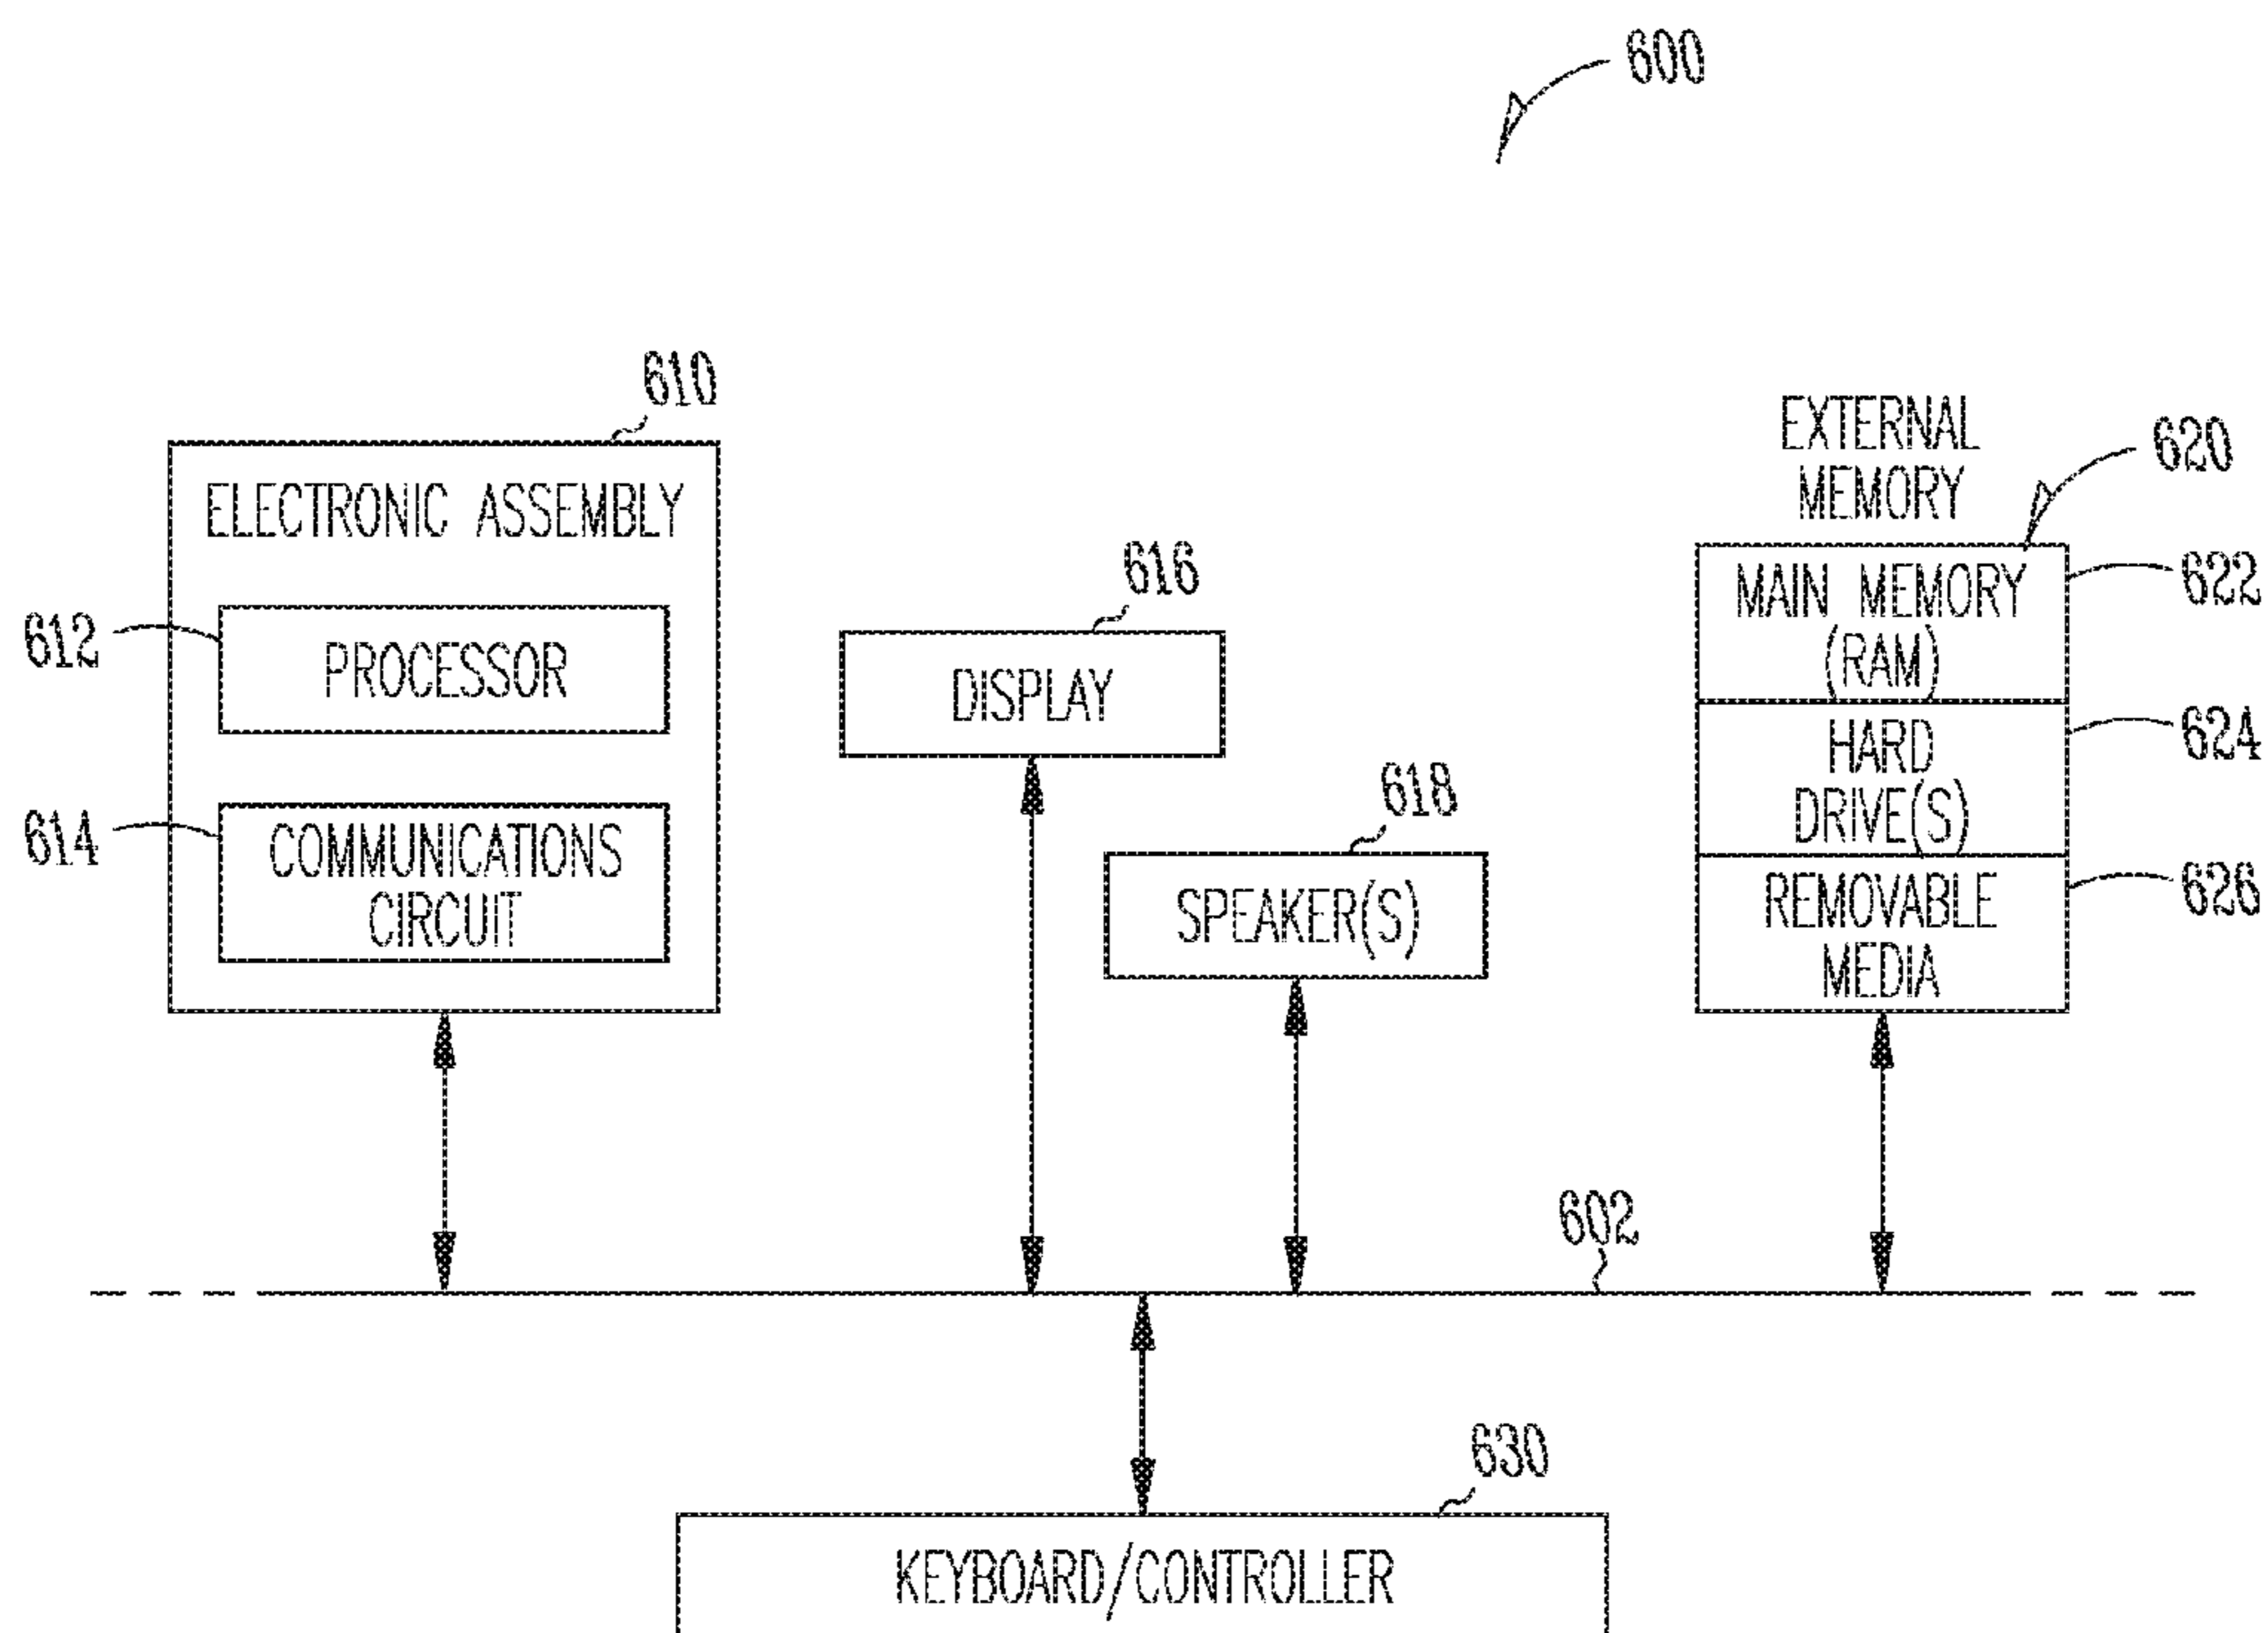 600
610
ELECTRONIC ASSEMBLY
612
PROCESSOR
614
COMMUNICATIONS
CIRCUIT
616
DISPLAY
618
SPEAKER(S)
EXTERNAL
MEMORY
620
MAIN MEMORY
(RAM)
622
HARD
DRIVE(S)
624
REMOVABLE
MEDIA
626
602
630
KEYBOARD/CONTROLLER